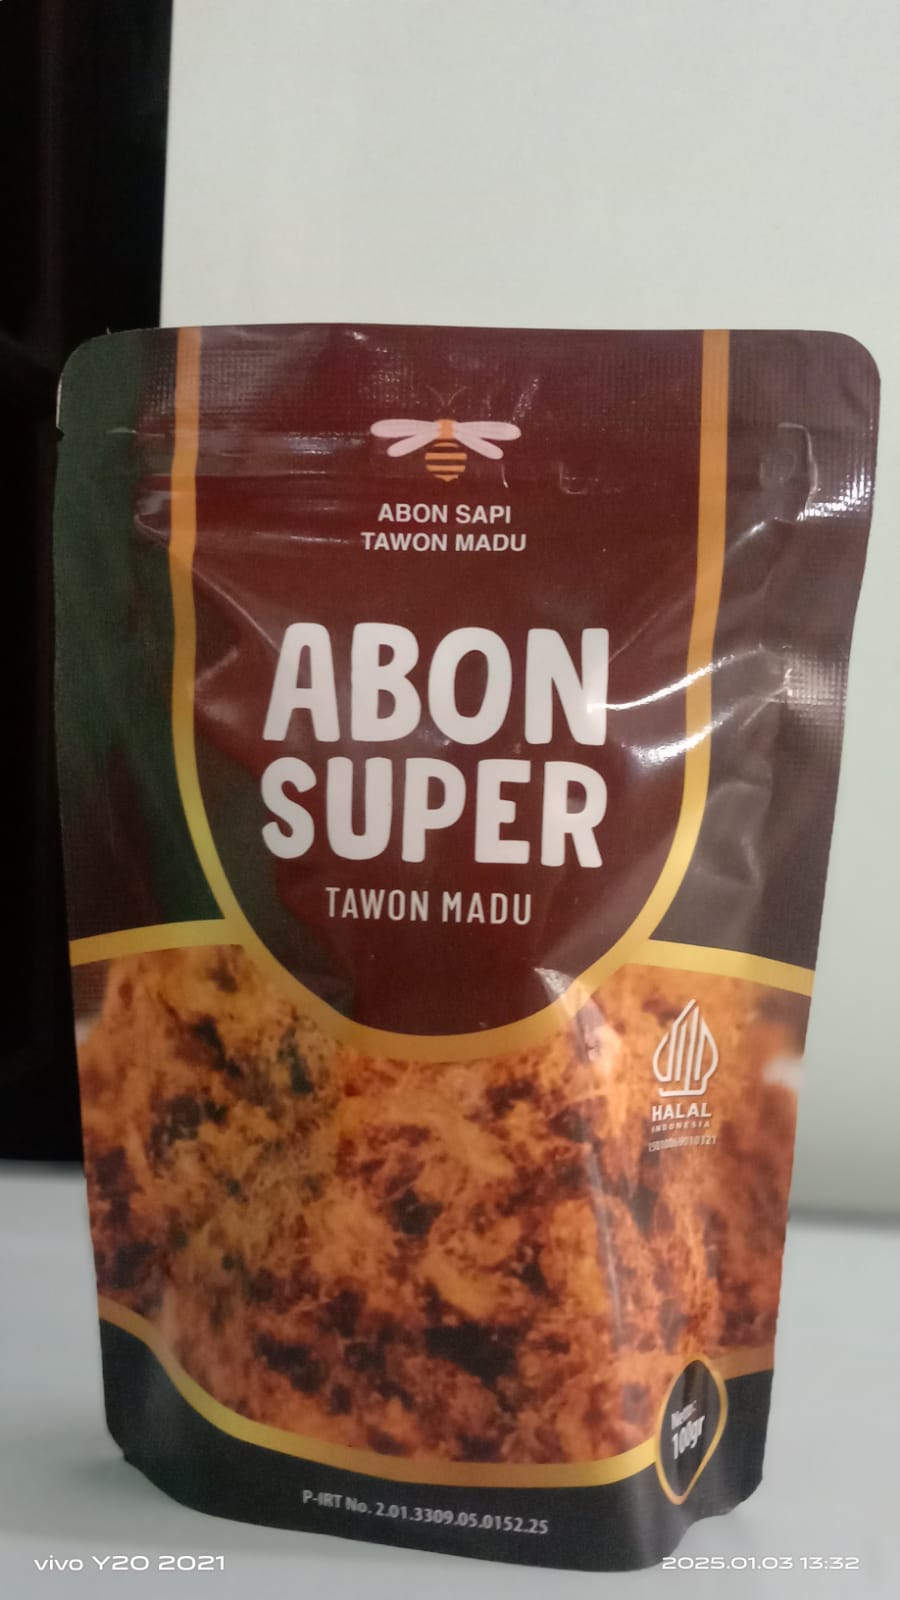 ABON SAPI
TAWON MADU
ABON
SUPER
TAWON MADU
HALAL
INDONESIA
Netto:
100gr
P-IRT No. 2.01.3309.05.0152.25
vivo Y20 2021
2025.01.03 13:32